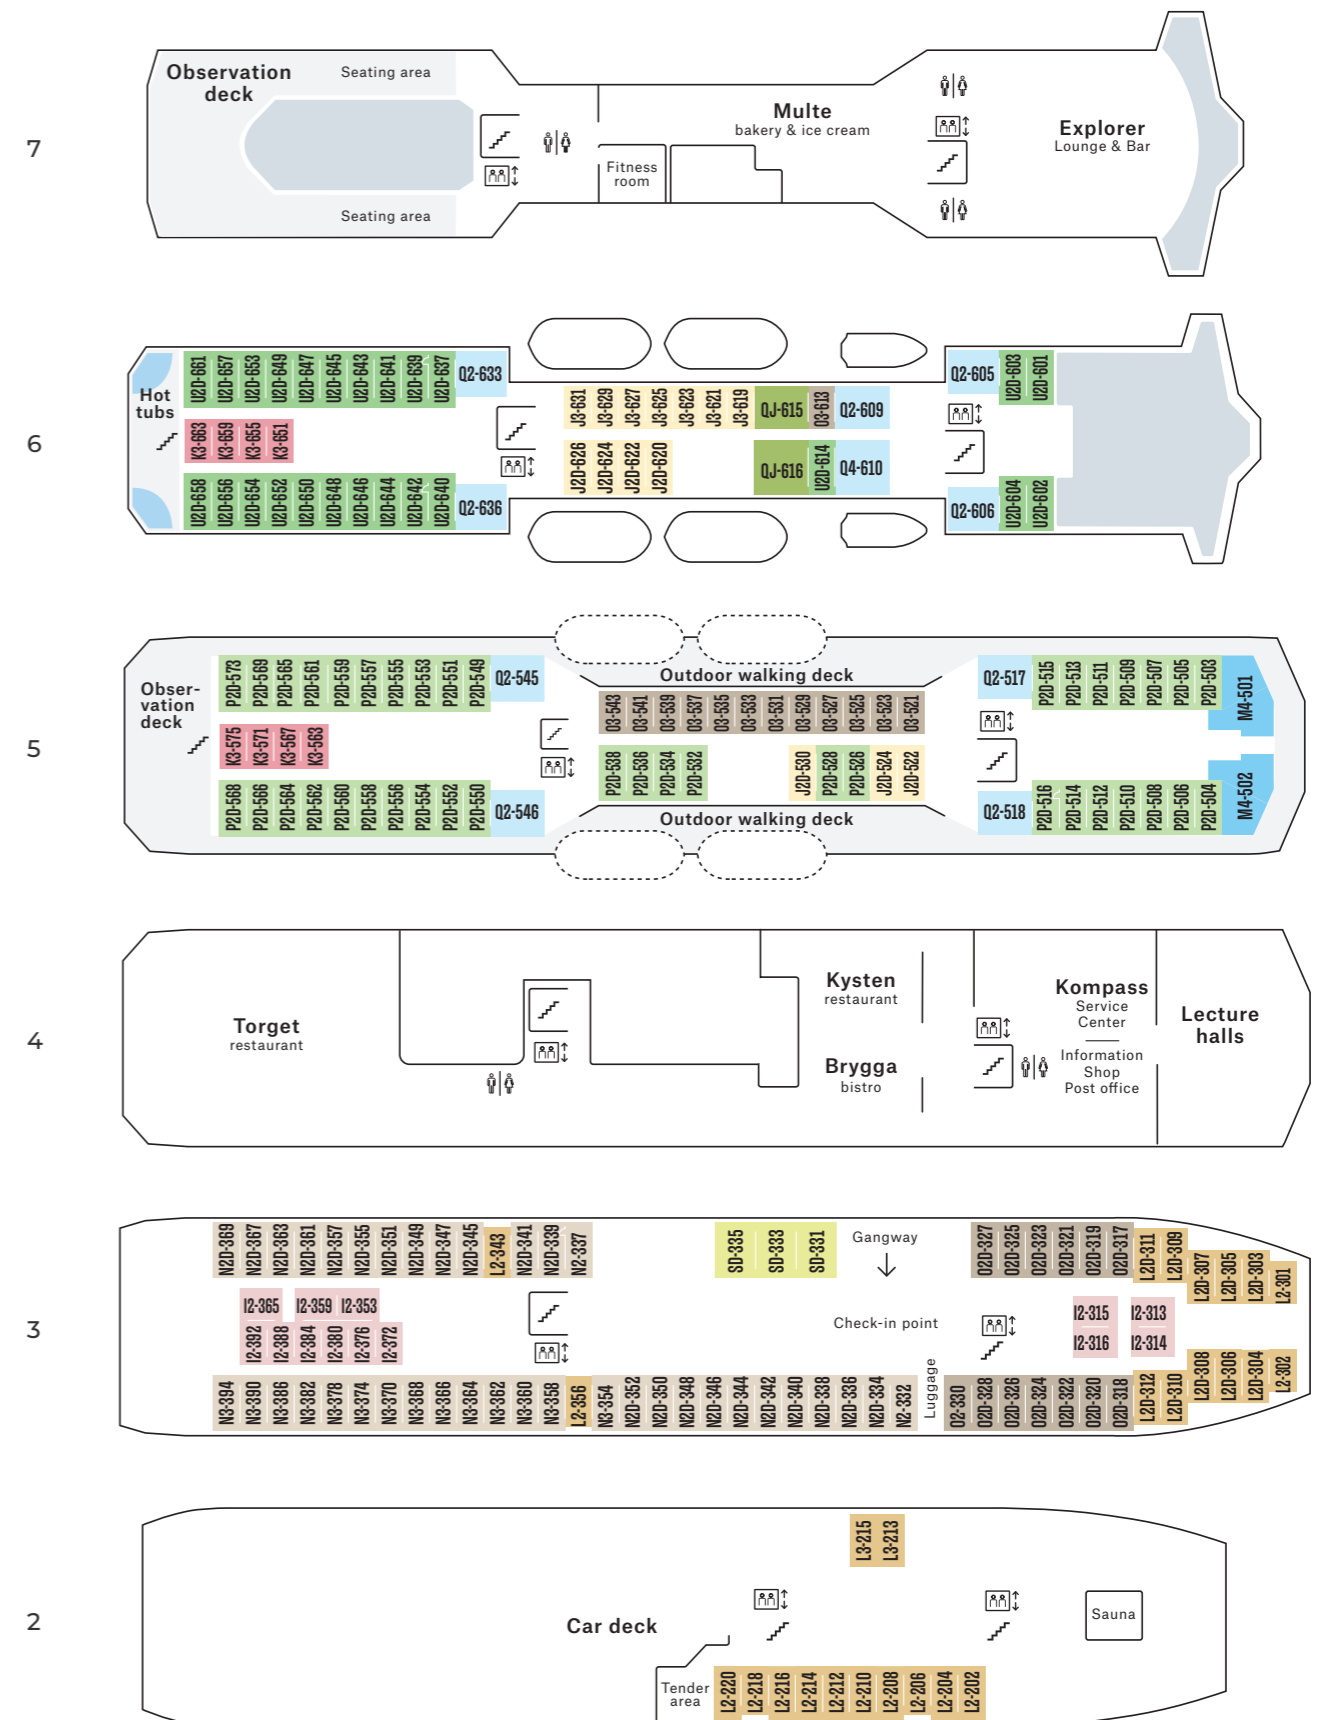 7
Observation
deck
Seating area
Seating area
Fitness
room
Multe
bakery & ice cream
Explorer
Lounge & Bar
6
Hot
tubs
U2D-661
U2D-657
U2D-653
U2D-649
U2D-647
U2D-645
U2D-643
U2D-641
U2D-639
U2D-637
Q2-633
K3-663
K3-659
K3-655
K3-651
U2D-658
U2D-656
U2D-654
U2D-652
U2D-650
U2D-648
U2D-646
U2D-644
U2D-642
U2D-640
Q2-636
J3-631
J3-629
J3-627
J3-625
J3-623
J3-621
J3-619
QJ-615
O3-613
Q2-609
J2D-626
J2D-624
J2D-622
J2D-620
QJ-616
U2D-614
Q4-610
Q2-605
U2D-603
U2D-601
Q2-606
U2D-604
U2D-602
5
Obser-
vation
deck
P2D-573
P2D-569
P2D-565
P2D-561
P2D-559
P2D-557
P2D-555
P2D-553
P2D-551
P2D-549
Q2-545
K3-575
K3-571
K3-567
K3-563
P2D-568
P2D-566
P2D-564
P2D-562
P2D-560
P2D-558
P2D-556
P2D-554
P2D-552
P2D-550
Q2-546
Outdoor walking deck
O3-543
O3-541
O3-539
O3-537
O3-535
O3-533
O3-531
O3-529
O3-527
O3-525
O3-523
O3-521
P2D-538
P2D-536
P2D-534
P2D-532
J2D-530
P2D-528
P2D-526
J2D-524
J2D-522
Outdoor walking deck
Q2-517
P2D-515
P2D-513
P2D-511
P2D-509
P2D-507
P2D-505
P2D-503
M4-501
Q2-518
P2D-516
P2D-514
P2D-512
P2D-510
P2D-508
P2D-506
P2D-504
M4-502
4
Torget
restaurant
Kysten
restaurant
Brygga
bistro
Kompass
Service
Center
Information
Shop
Post office
Lecture
halls
3
N2D-369
N2D-367
N2D-363
N2D-361
N2D-357
N2D-355
N2D-351
N2D-349
N2D-347
N2D-345
L2-343
N2D-341
N2D-339
N2-337
SD-335
SD-333
SD-331
Gangway
O2D-327
O2D-325
O2D-323
O2D-321
O2D-319
O2D-317
L2D-311
L2D-309
L2D-307
L2D-305
L2D-303
L2-301
I2-365
I2-359
I2-353
I2-392
I2-388
I2-384
I2-380
I2-376
I2-372
Check-in point
I2-315
I2-313
I2-316
I2-314
N3-394
N3-390
N3-386
N3-382
N3-378
N3-374
N3-370
N3-368
N3-366
N3-364
N3-362
N3-360
N3-358
L2-356
N3-354
N2D-352
N2D-350
N2D-348
N2D-346
N2D-344
N2D-342
N2D-340
N2D-338
N2D-336
N2D-334
N2-332
Luggage
O2-330
O2D-328
O2D-326
O2D-324
O2D-322
O2D-320
O2D-318
L2D-312
L2D-310
L2D-308
L2D-306
L2D-304
L2-302
2
L3-215
L3-213
Car deck
Sauna
Tender
area
L2-220
L2-218
L2-216
L2-214
L2-212
L2-210
L2-208
L2-206
L2-204
L2-202